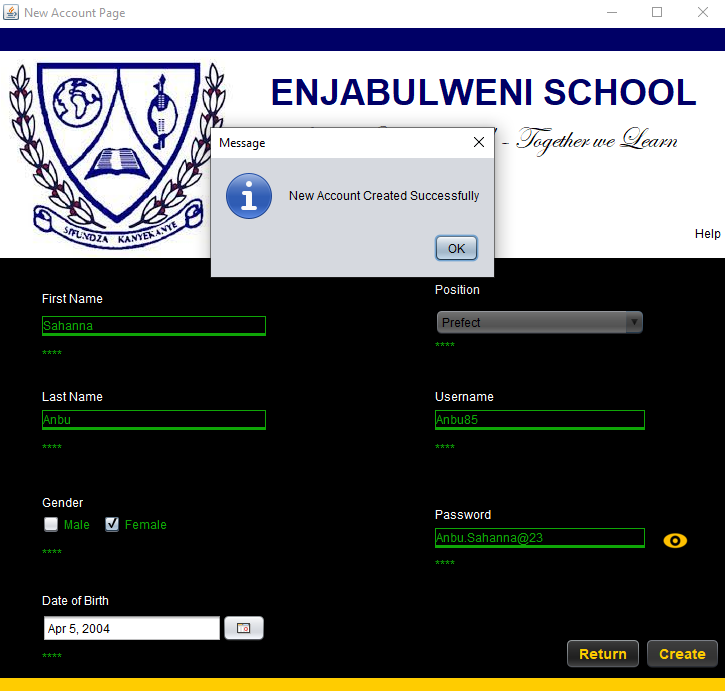 New Account Page
ENJABULWENI SCHOOL
- Together we Learn
SIFUNDZA KANYEKANYE
Help
Message
New Account Created Successfully
OK
First Name
Sahanna
****
Position
Prefect
****
Last Name
Anbu
****
Username
Anbu85
****
Gender
Male Female
****
Password
Anbu.Sahanna@23
****
Date of Birth
Apr 5, 2004
****
Return Create